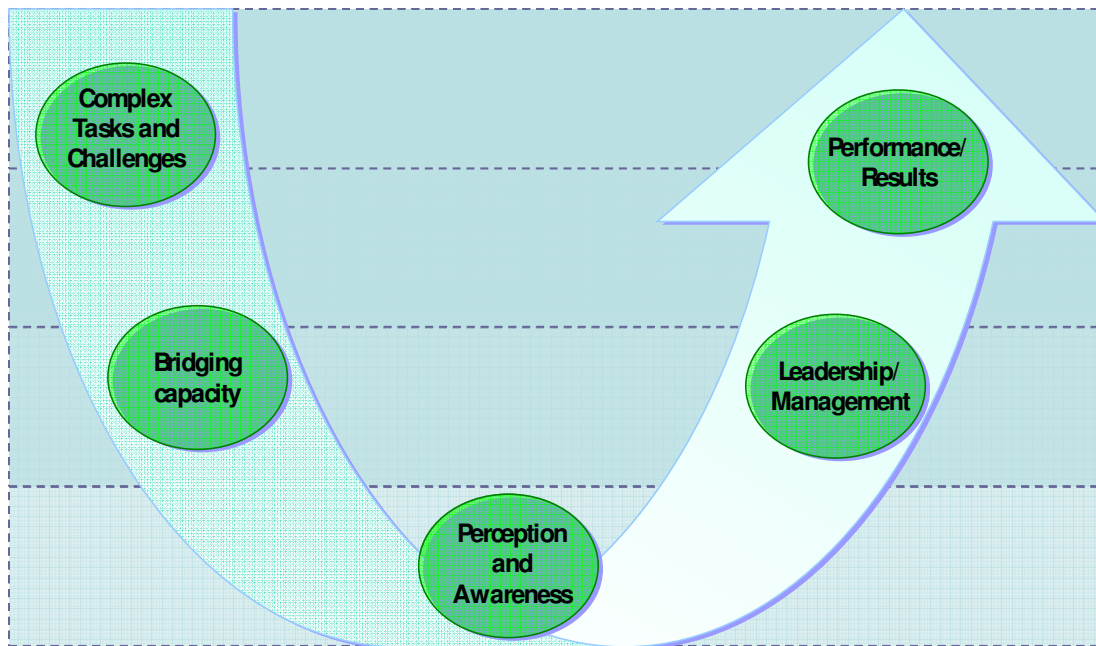 Complex
Tasks and
Challenges
Bridging
capacity
Perception
and
Awareness
Leadership/
Management
Performance/
Results